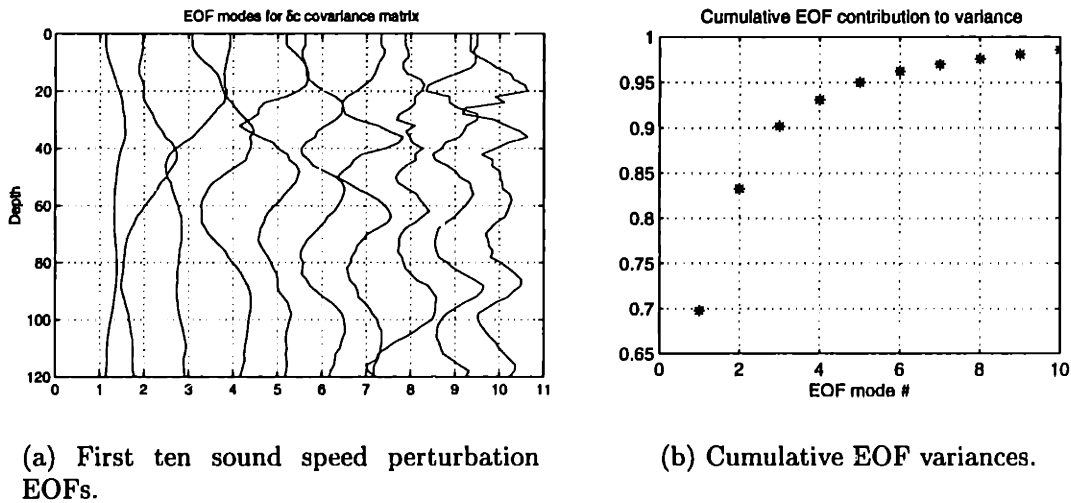 EOF modes for δc covariance matrix
0
20
40
60
80
100
120
Depth
0 1 2 3 4 5 6 7 8 9 10 11
Cumulative EOF contribution to variance
1
0.95
0.9
0.85
0.8
0.75
0.7
0.65
0 2 4 6 8 10
EOF mode #
(a) First ten sound speed perturbation
EOFs.
(b) Cumulative EOF variances.